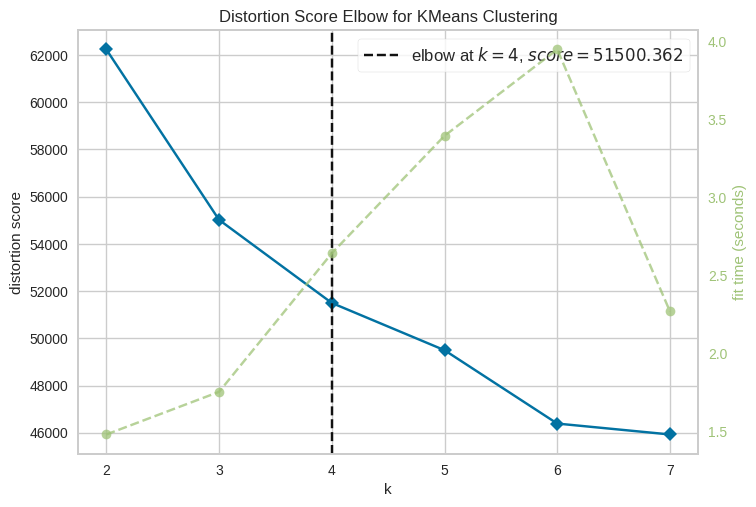 Distortion Score Elbow for KMeans Clustering
elbow at k = 4, score = 51500.362
distortion score
62000
60000
58000
56000
54000
52000
50000
48000
46000
4.0
3.5
3.0
2.5
2.0
1.5
fit time (seconds)
2 3 4 5 6 7
k